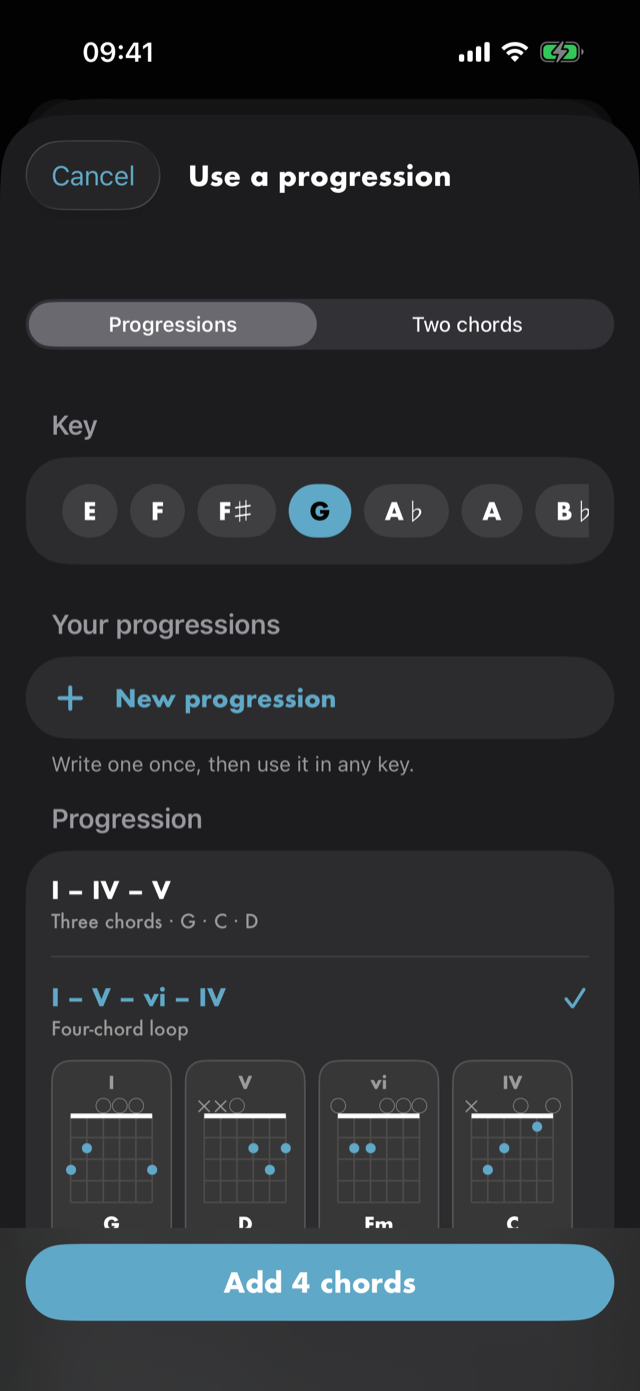 09:41
Cancel
Use a progression
Progressions
Two chords
Key
E F F♯ G A♭ A B♭
Your progressions
+ New progression
Write one once, then use it in any key.
Progression
I – IV – V
Three chords · G · C · D
I – V – vi – IV
Four-chord loop
I V vi IV
G D Em C
Add 4 chords